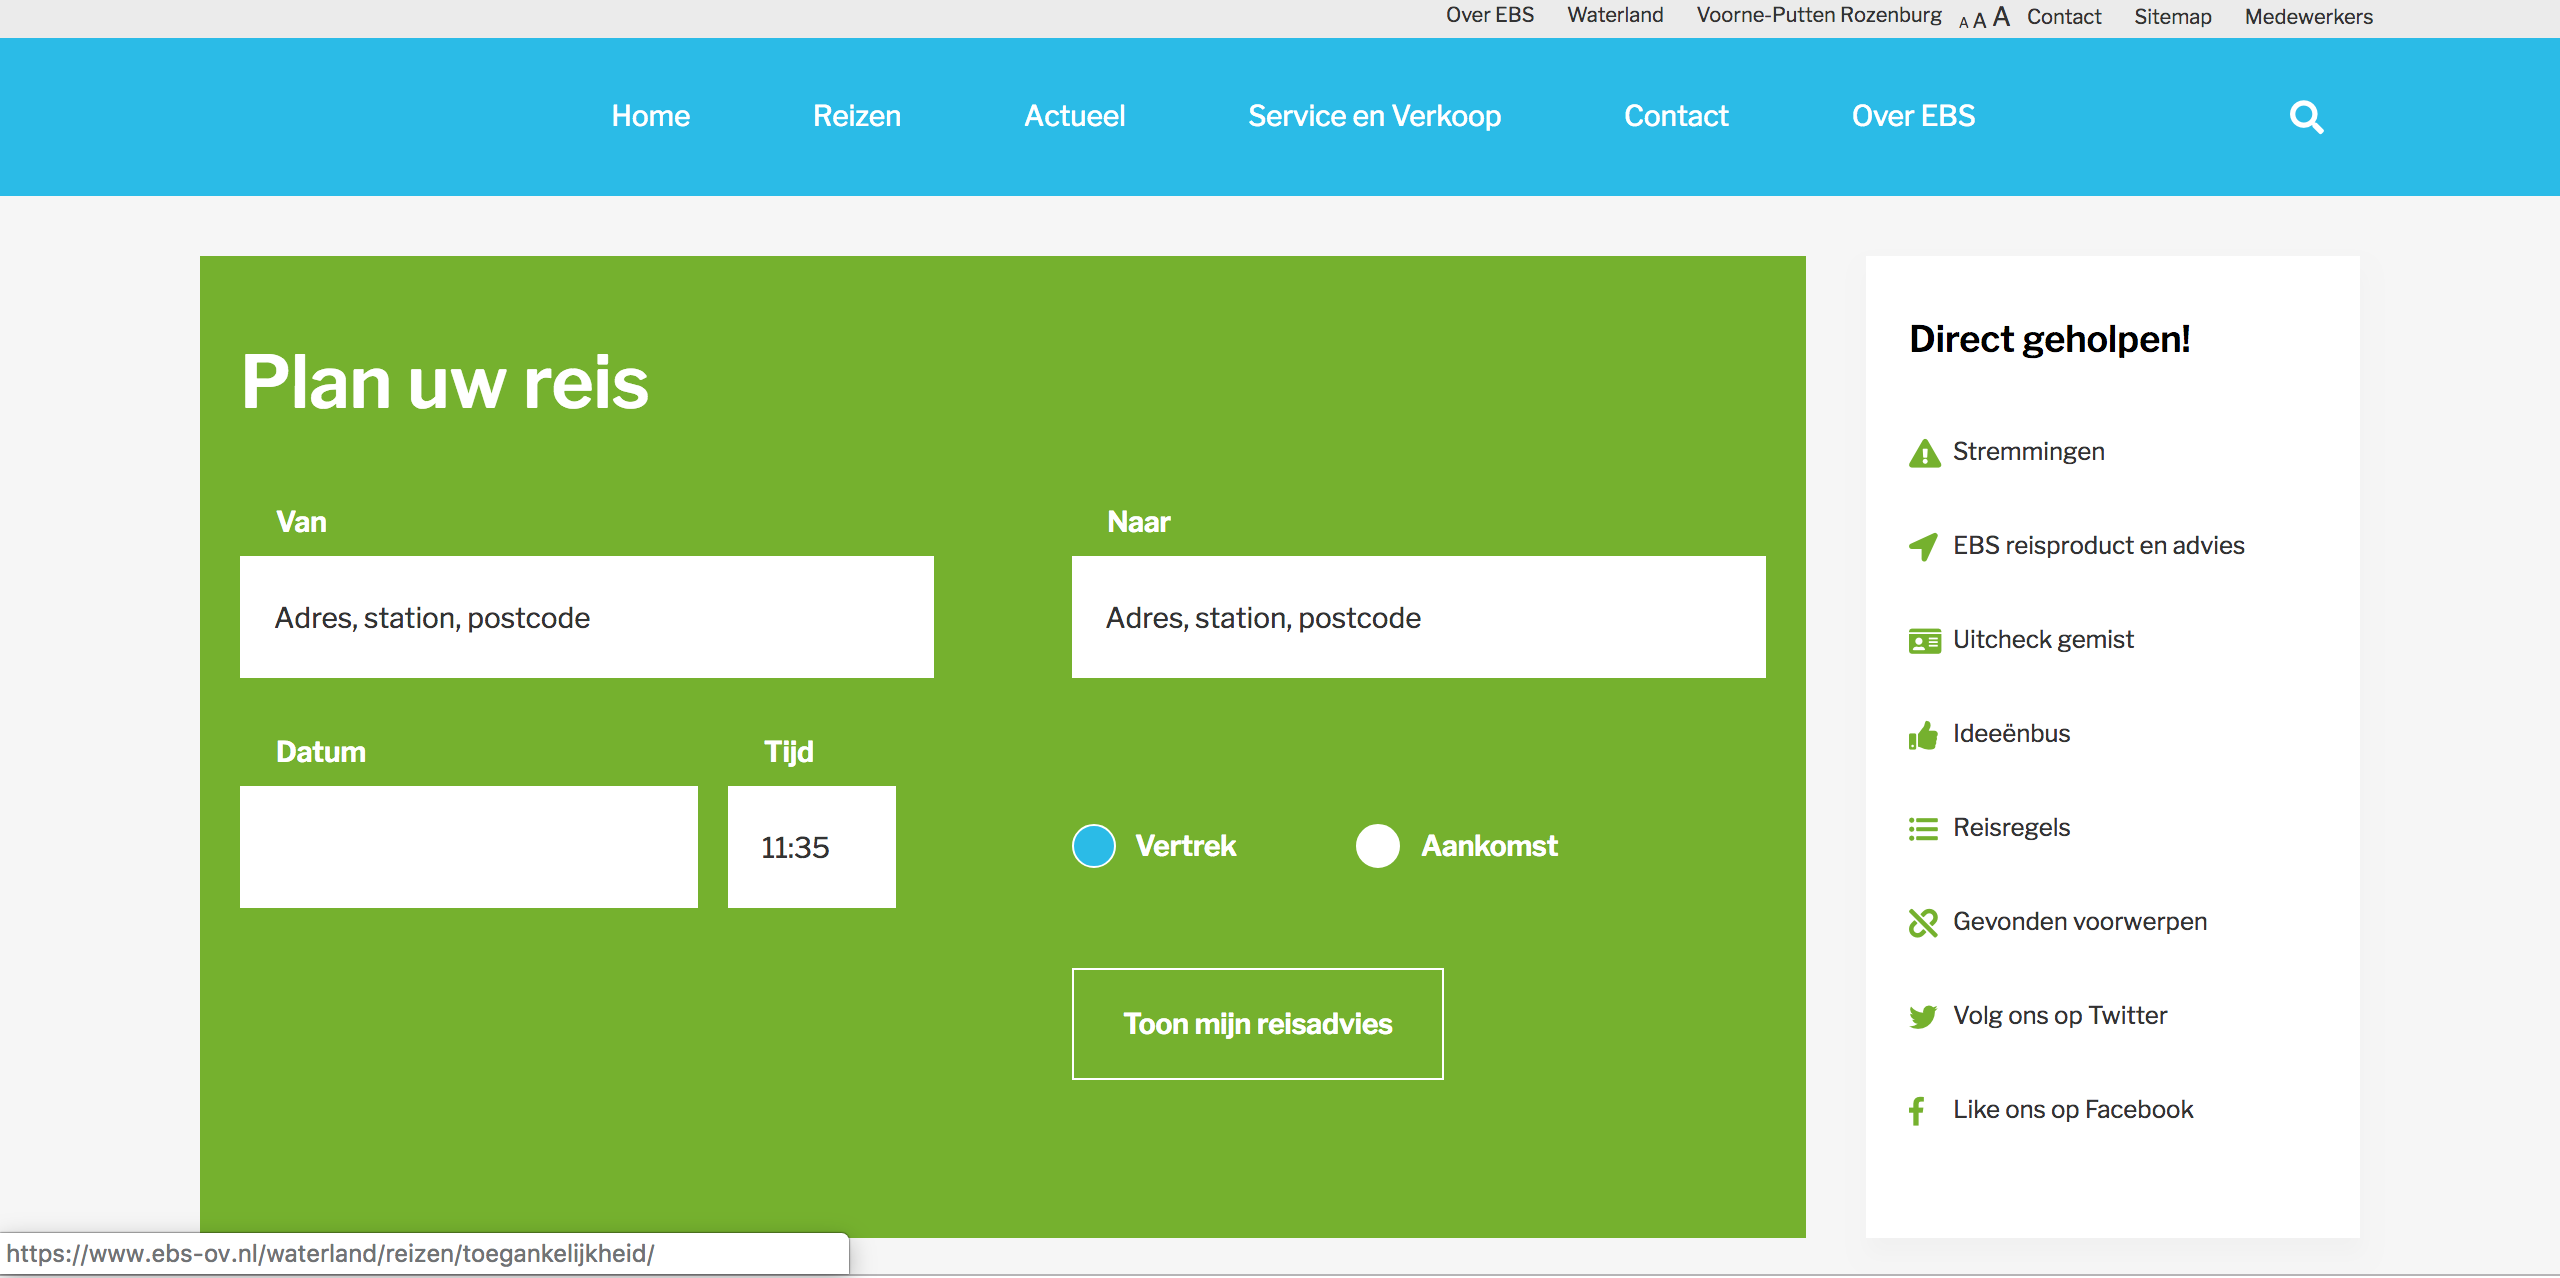 Over EBS Waterland Voorne-Putten Rozenburg A A A Contact Sitemap Medewerkers
Home Reizen Actueel Service en Verkoop Contact Over EBS
Plan uw reis
Van Naar
Adres, station, postcode Adres, station, postcode
Datum Tijd
11:35 Vertrek Aankomst
Toon mijn reisadvies
Direct geholpen!
Stremmingen
EBS reisproduct en advies
Uitcheck gemist
Ideeënbus
Reisregels
Gevonden voorwerpen
Volg ons op Twitter
Like ons op Facebook
https://www.ebs-ov.nl/waterland/reizen/toegankelijkheid/